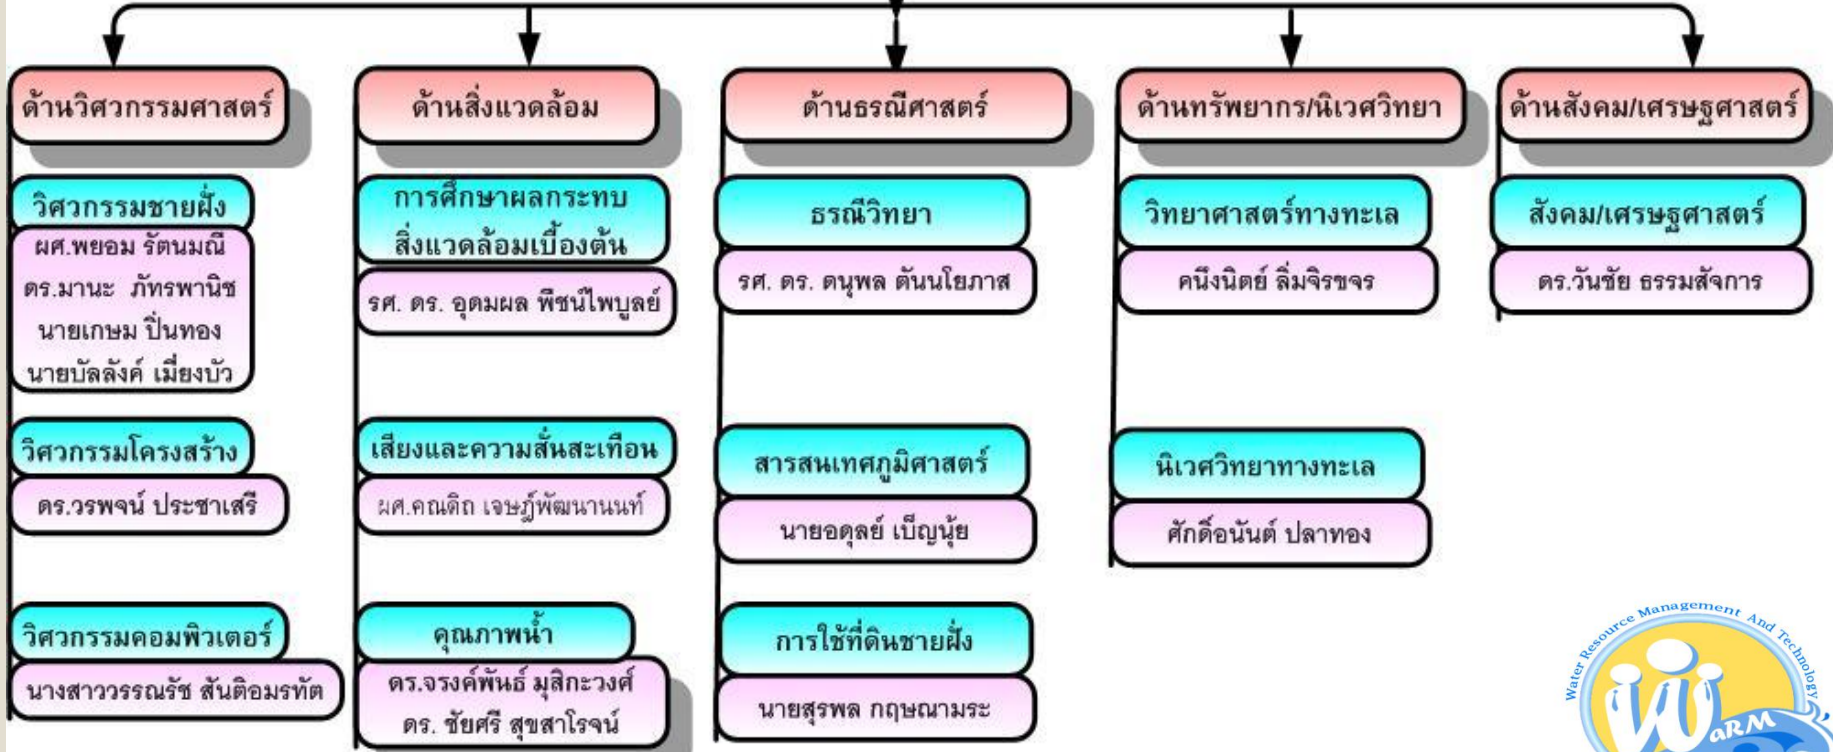 ด้านวิศวกรรมศาสตร์
วิศวกรรมชายฝั่ง
ผศ.พยอม รัตนมณี
ดร.มานะ ภัทรพานิช
นายเกษม ปิ่นทอง
นายบัลลังค์ เมี่ยงบัว
วิศวกรรมโครงสร้าง
ดร.วรพจน์ ประชาเสรี
วิศวกรรมคอมพิวเตอร์
นางสาววรรณรัช สันติอมรทัต
ด้านสิ่งแวดล้อม
การศึกษาผลกระทบ
สิ่งแวดล้อมเบื้องต้น
รศ. ดร. อุดมผล พืชน์ไพบูลย์
เสียงและความสั่นสะเทือน
ผศ.คณดิถ เจษฎ์พัฒนานนท์
คุณภาพน้ำ
ดร.จรงค์พันธ์ มุสิกะวงศ์
ดร. ชัยศรี สุขสาโรจน์
ด้านธรณีศาสตร์
ธรณีวิทยา
รศ. ดร. ดนุพล ตันนโยภาส
สารสนเทศภูมิศาสตร์
นายอดุลย์ เบ็ญนุ้ย
การใช้ที่ดินชายฝั่ง
นายสุรพล กฤษณามระ
ด้านทรัพยากร/นิเวศวิทยา
วิทยาศาสตร์ทางทะเล
คนึงนิตย์ ลิ่มจิรขจร
นิเวศวิทยาทางทะเล
ศักดิ์อนันต์ ปลาทอง
ด้านสังคม/เศรษฐศาสตร์
สังคม/เศรษฐศาสตร์
ดร.วันชัย ธรรมสัจการ
Water Resource Management And Technology
WaRM